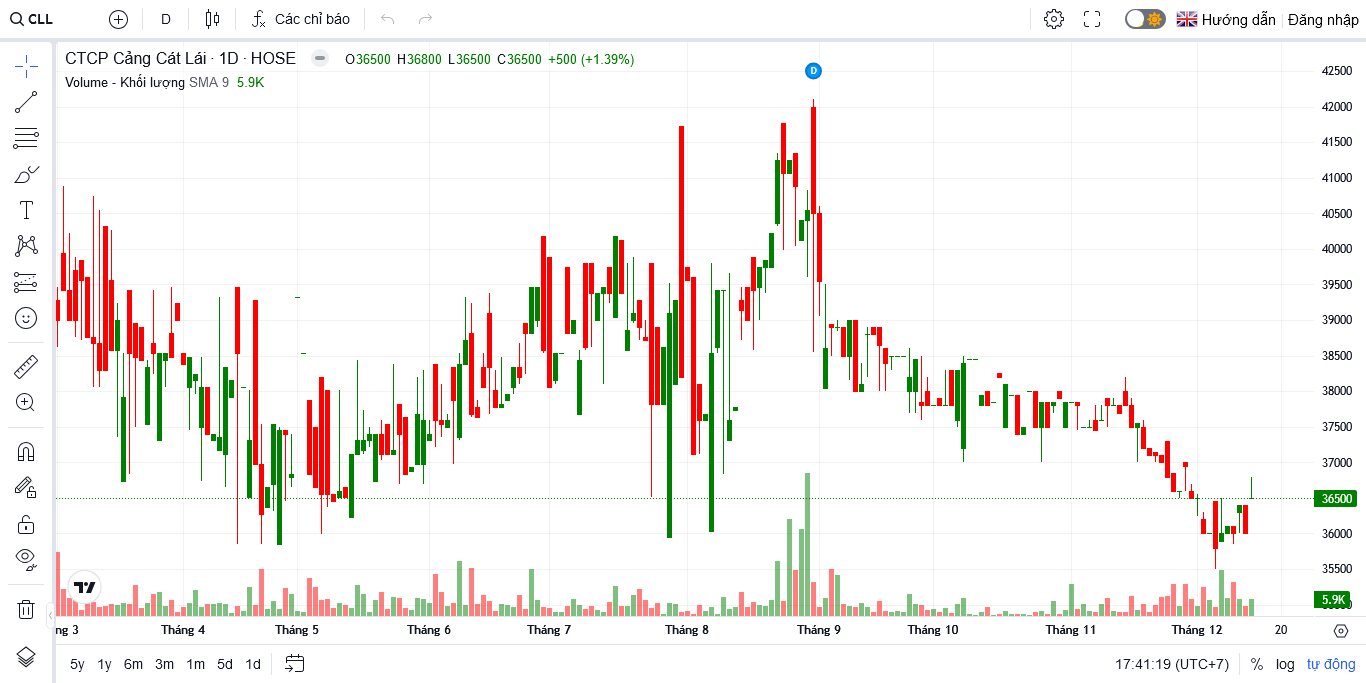 CLL D Các chỉ báo Hướng dẫn Đăng nhập
CTCP Cảng Cát Lái · 1D · HOSE O36500 H36800 L36500 C36500 +500 (+1.39%)
Volume - Khối lượng SMA 9 5.9K
D
42500
42000
41500
41000
40500
40000
39500
39000
38500
38000
37500
37000
36500
36000
35500
5.9K
ng 3 Tháng 4 Tháng 5 Tháng 6 Tháng 7 Tháng 8 Tháng 9 Tháng 10 Tháng 11 Tháng 12 20
5y 1y 6m 3m 1m 5d 1d 17:41:19 (UTC+7) % log tự động